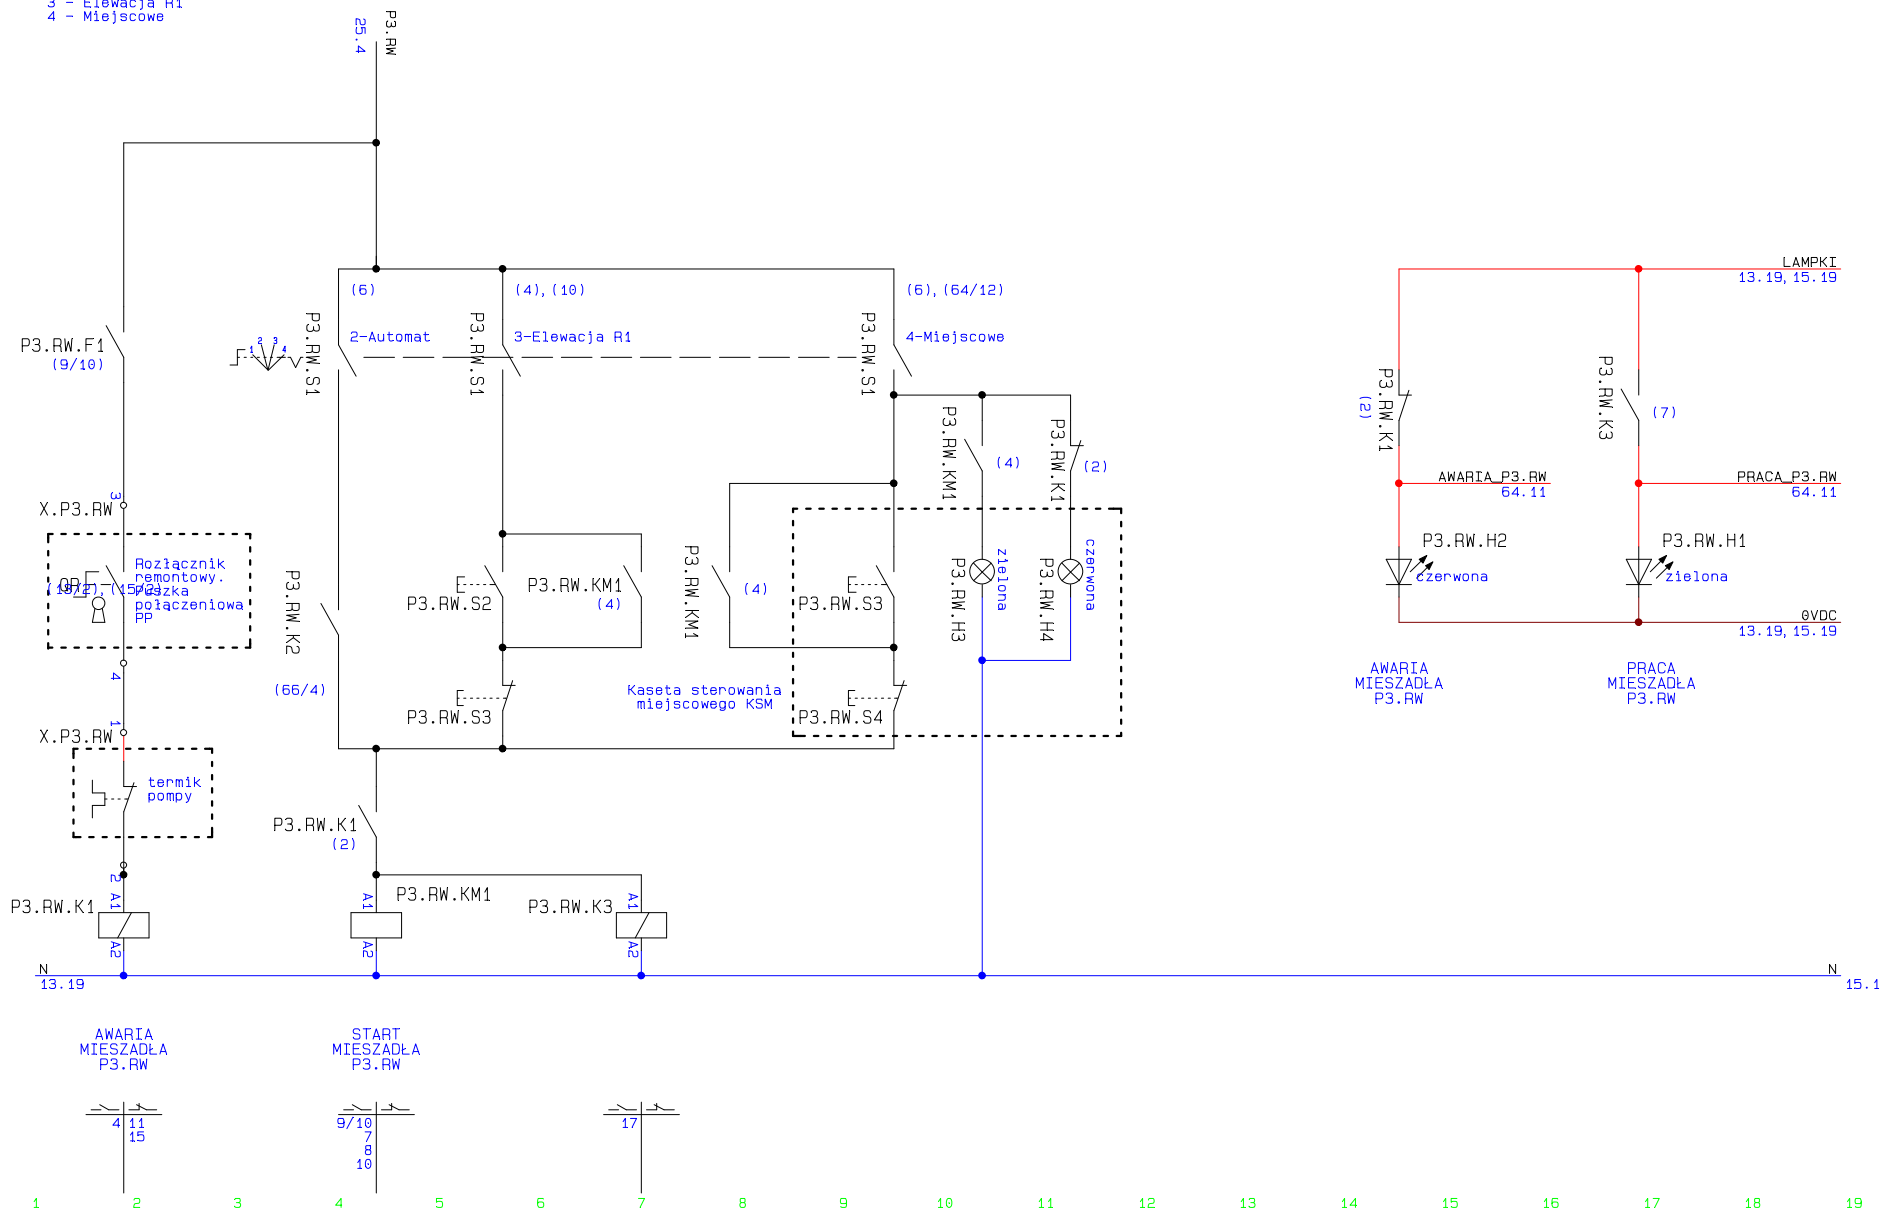 3 - Elewacja R1
4 - Miejscowe
P3.RW
25.4
LAMPKI
13.19,15.19
(6)
(4),(10)
(6),(64/12)
P3.RW.S1
2-Automat
P3.RW.S1
3-Elewacja R1
P3.RW.S1
4-Miejscowe
1 2 3 4
P3.RW.F1
(9/10)
P3.RW.K1
(2)
P3.RW.K3
(7)
P3.RW.KM1
(4)
P3.RW.K1
(2)
AWARIA_P3.RW
64.11
PRACA_P3.RW
64.11
3
X.P3.RW
Rozłącznik
remontowy.
Puszka
połączeniowa
PP
P3.RW.K2
(66/4)
P3.RW.S2
P3.RW.KM1
(4)
P3.RW.KM1
(4)
P3.RW.S3
P3.RW.H3
zielona
P3.RW.H4
czerwona
P3.RW.H2
czerwona
P3.RW.H1
zielona
0VDC
13.19,15.19
4
P3.RW.S3
Kaseta sterowania
miejscowego KSM
P3.RW.S4
AWARIA
MIESZADŁA
P3.RW
PRACA
MIESZADŁA
P3.RW
1
X.P3.RW
termik
pompy
2
P3.RW.K1
(2)
P3.RW.K1
A1
A2
P3.RW.KM1
A1
A2
P3.RW.K3
A1
A2
N
13.19
N
15.1
AWARIA
MIESZADŁA
P3.RW
START
MIESZADŁA
P3.RW
4 11
15
9/10
7
8
10
17
1 2 3 4 5 6 7 8 9 10 11 12 13 14 15 16 17 18 19